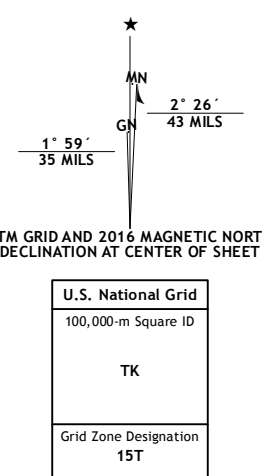 ★
MN
GN
2° 26´
43 MILS
1° 59´
35 MILS
TM GRID AND 2016 MAGNETIC NORT
DECLINATION AT CENTER OF SHEET
U.S. National Grid
100,000-m Square ID
TK
Grid Zone Designation
15T